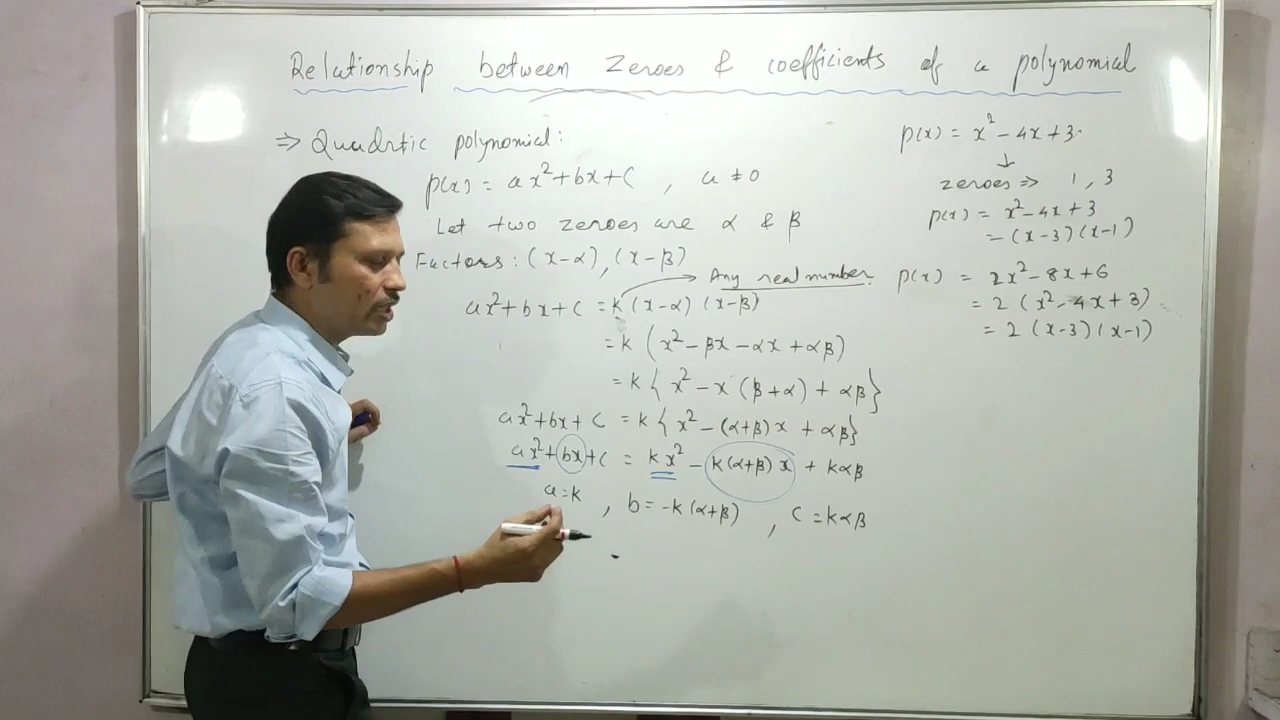 Relationship between Zeroes & coefficients of a polynomial
⇒ Quadrtic polynomial:
p(x) = ax²+bx+c , a ≠ 0
Let two zeroes are α & β
Factors: (x-α), (x-β)
ax²+bx+c = k (x-α) (x-β) → Any real number.
= k (x² - βx - αx + αβ)
= k { x² - x (β+α) + αβ}
ax²+bx+c = k { x² - (α+β) x + αβ}
ax²+bx+c = kx² - k(α+β) x + kαβ
a=k , b = -k (α+β) , c = kαβ
p(x) = x² - 4x + 3.
↓
zeroes ⇒ 1, 3
p(x) = x² - 4x + 3
= (x-3) (x-1)
p(x) = 2x² - 8x + 6
= 2 (x² - 4x + 3)
= 2 (x-3) (x-1)